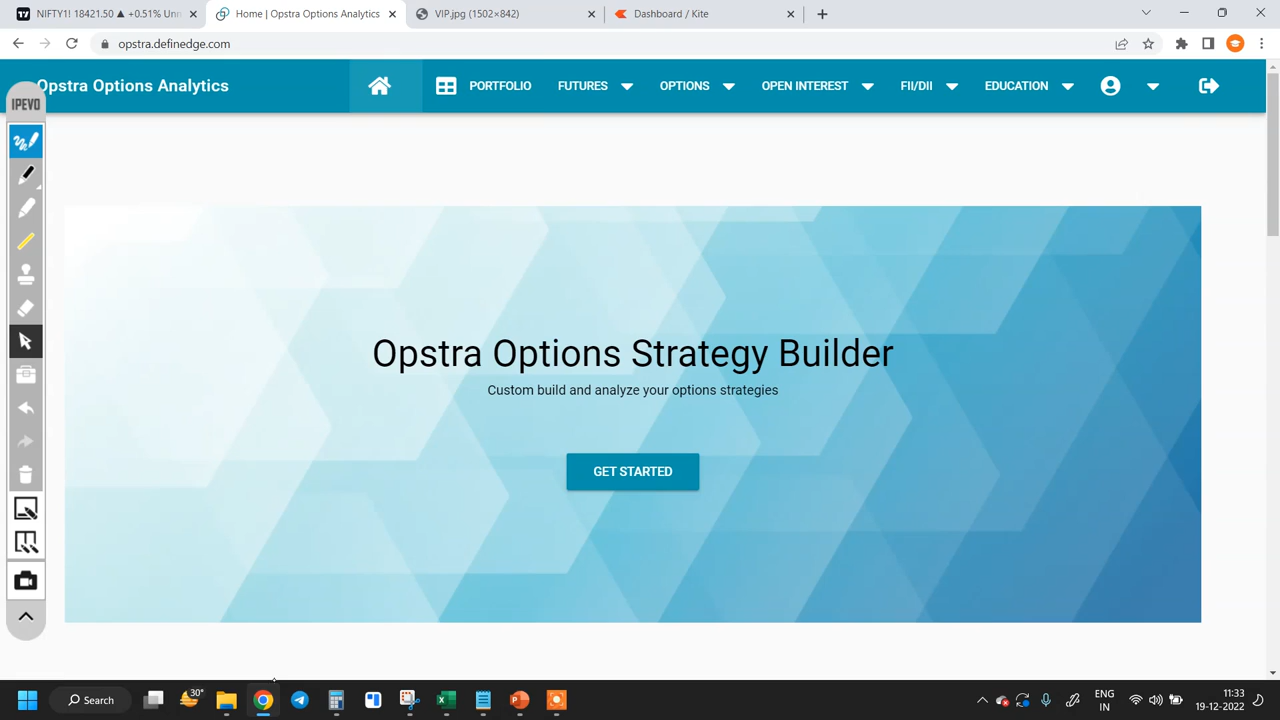 NIFTY1! 18421.50 ▲ +0.51% Un
Home | Opstra Options Analytics
VIP.jpg (1502×842)
Dashboard / Kite
opstra.definedge.com
Opstra Options Analytics
PORTFOLIO
FUTURES
OPTIONS
OPEN INTEREST
FII/DII
EDUCATION
IPEVO
Opstra Options Strategy Builder
Custom build and analyze your options strategies
GET STARTED
Search
30°
ENG
IN
11:33
19-12-2022